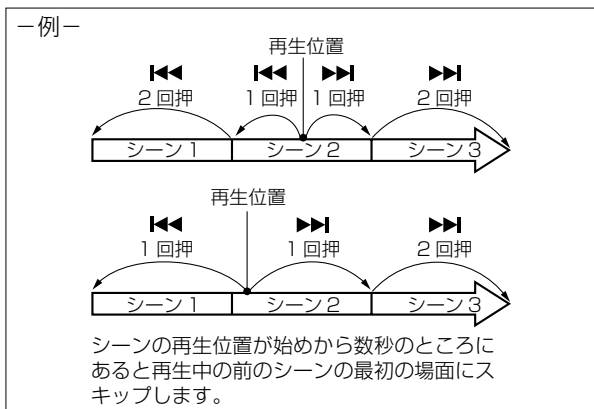 －例－
再生位置
⏮ ⏮ ⏭ ⏭
2 回押 1 回押 1 回押 2 回押
シーン 1 シーン 2 シーン 3
再生位置
⏮ ⏭ ⏭
1 回押 1 回押 2 回押
シーン 1 シーン 2 シーン 3
シーンの再生位置が始めから数秒のところに
あると再生中の前のシーンの最初の場面にス
キップします。